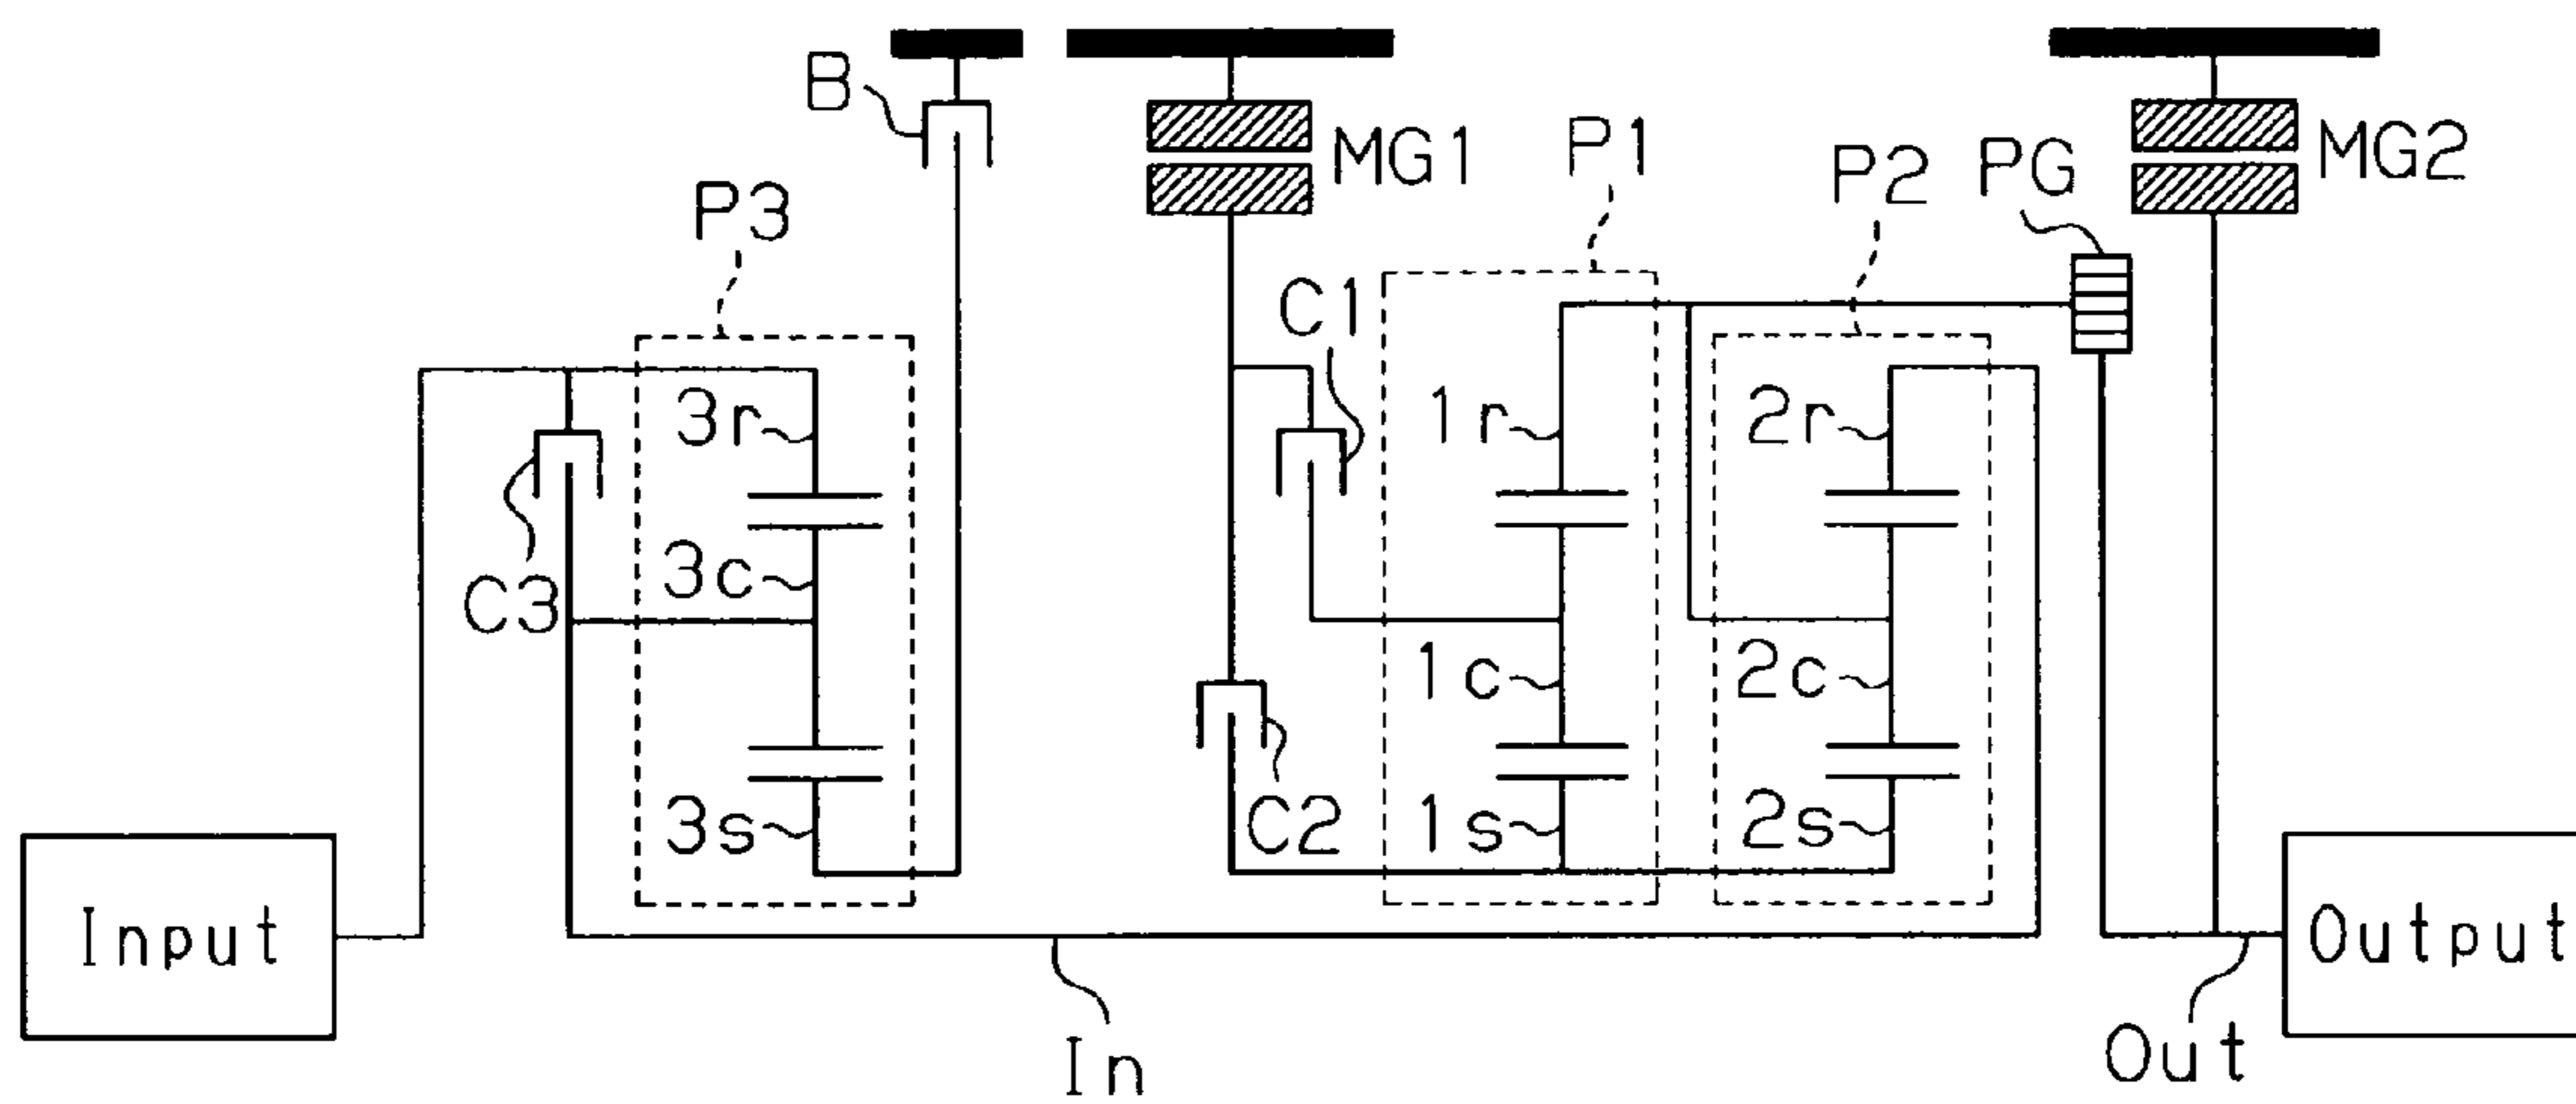 B
MG1
P1
P2
PG
MG2
P3
C1
3r
1r
2r
C3
3c
1c
2c
3s
C2
1s
2s
Input
Output
In
Out